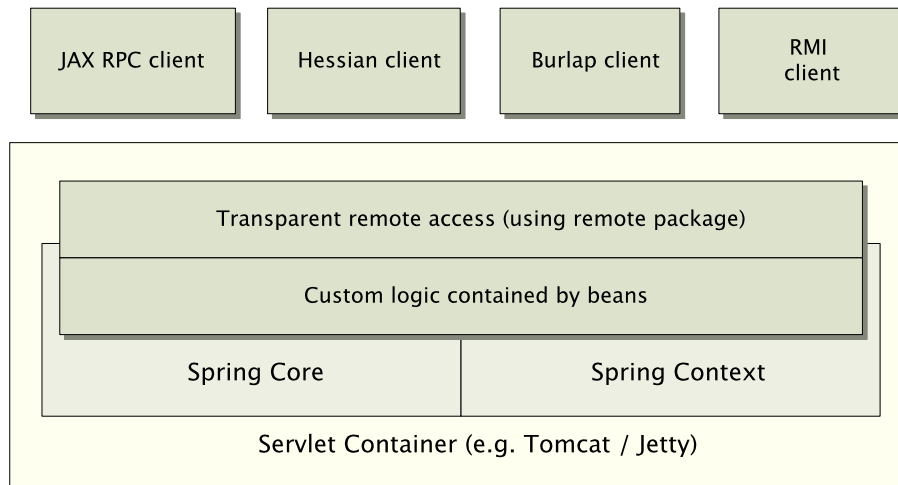 JAX RPC client
Hessian client
Burlap client
RMI
client
Transparent remote access (using remote package)
Custom logic contained by beans
Spring Core
Spring Context
Servlet Container (e.g. Tomcat / Jetty)